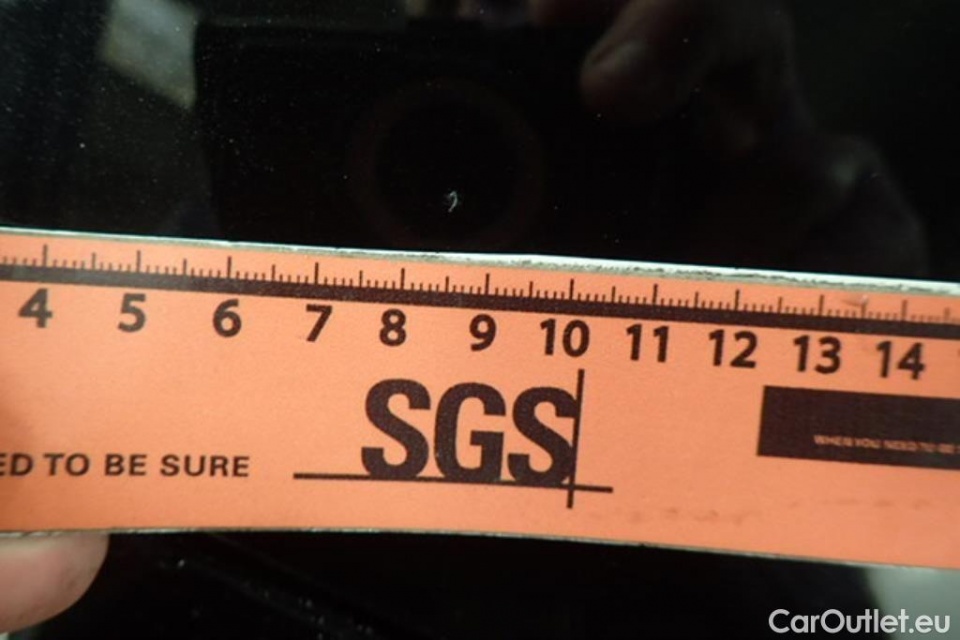 4 5 6 7 8 9 10 11 12 13 14
SGS
ED TO BE SURE
WHEN YOU NEED TO BE
CarOutlet.eu